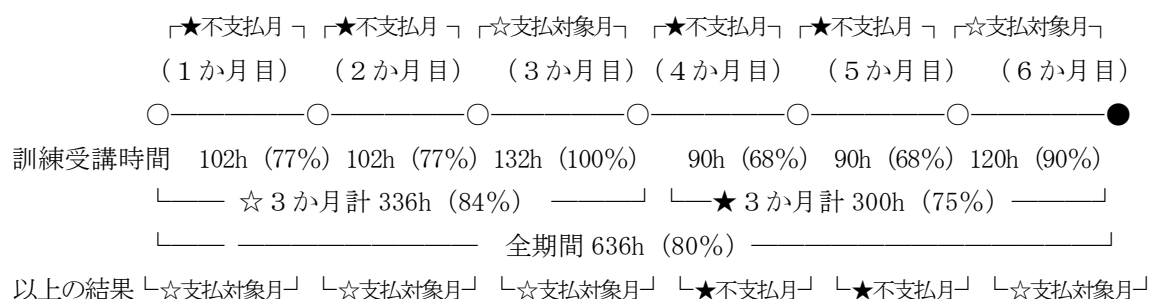 ┌★不支払月 ┐┌★不支払月 ┐┌☆支払対象月┐ ┌★不支払月┐┌★不支払月 ┐┌☆支払対象月┐
（１か月目） （２か月目） （３か月目）（４か月目） （５か月目） （６か月目）
○―――――○―――――○―――――○―――――○―――――○―――――●
訓練受講時間 102h（77%）102h（77%）132h（100%） 90h（68%）90h（68%）120h（90%）
└―― ☆３か月計 336h（84%） ―――┘ └―★３か月計 300h（75%）―――┘
└―― ―――――――― 全期間 636h（80%）――――――――――――┘
以上の結果└☆支払対象月┘ └☆支払対象月┘ └☆支払対象月┘ └★不支払月┘ └★不支払月┘ └☆支払対象月┘